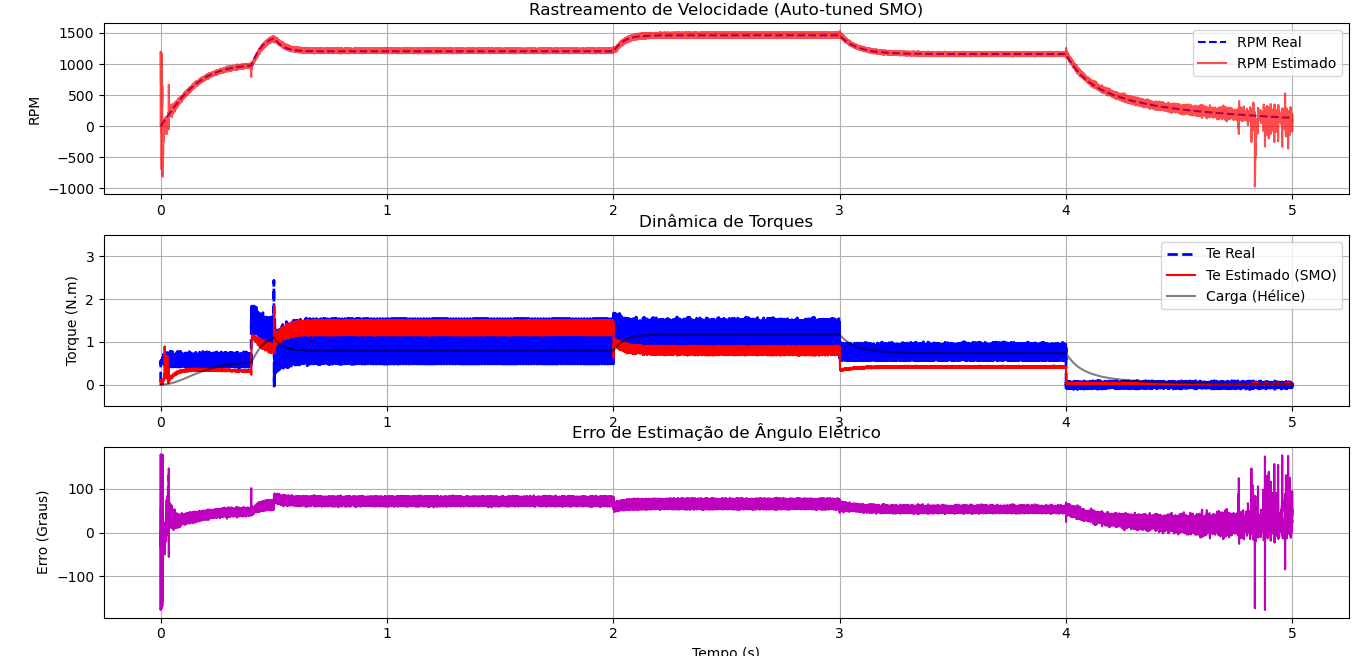 Rastreamento de Velocidade (Auto-tuned SMO)
1500
1000
500
0
−500
−1000
RPM
RPM Real
RPM Estimado
0 1 2 3 4 5
Dinâmica de Torques
3
2
1
0
Torque (N.m)
Te Real
Te Estimado (SMO)
Carga (Hélice)
0 1 2 3 4 5
Erro de Estimação de Ângulo Elétrico
100
0
−100
Erro (Graus)
0 1 2 3 4 5
Tempo (s)